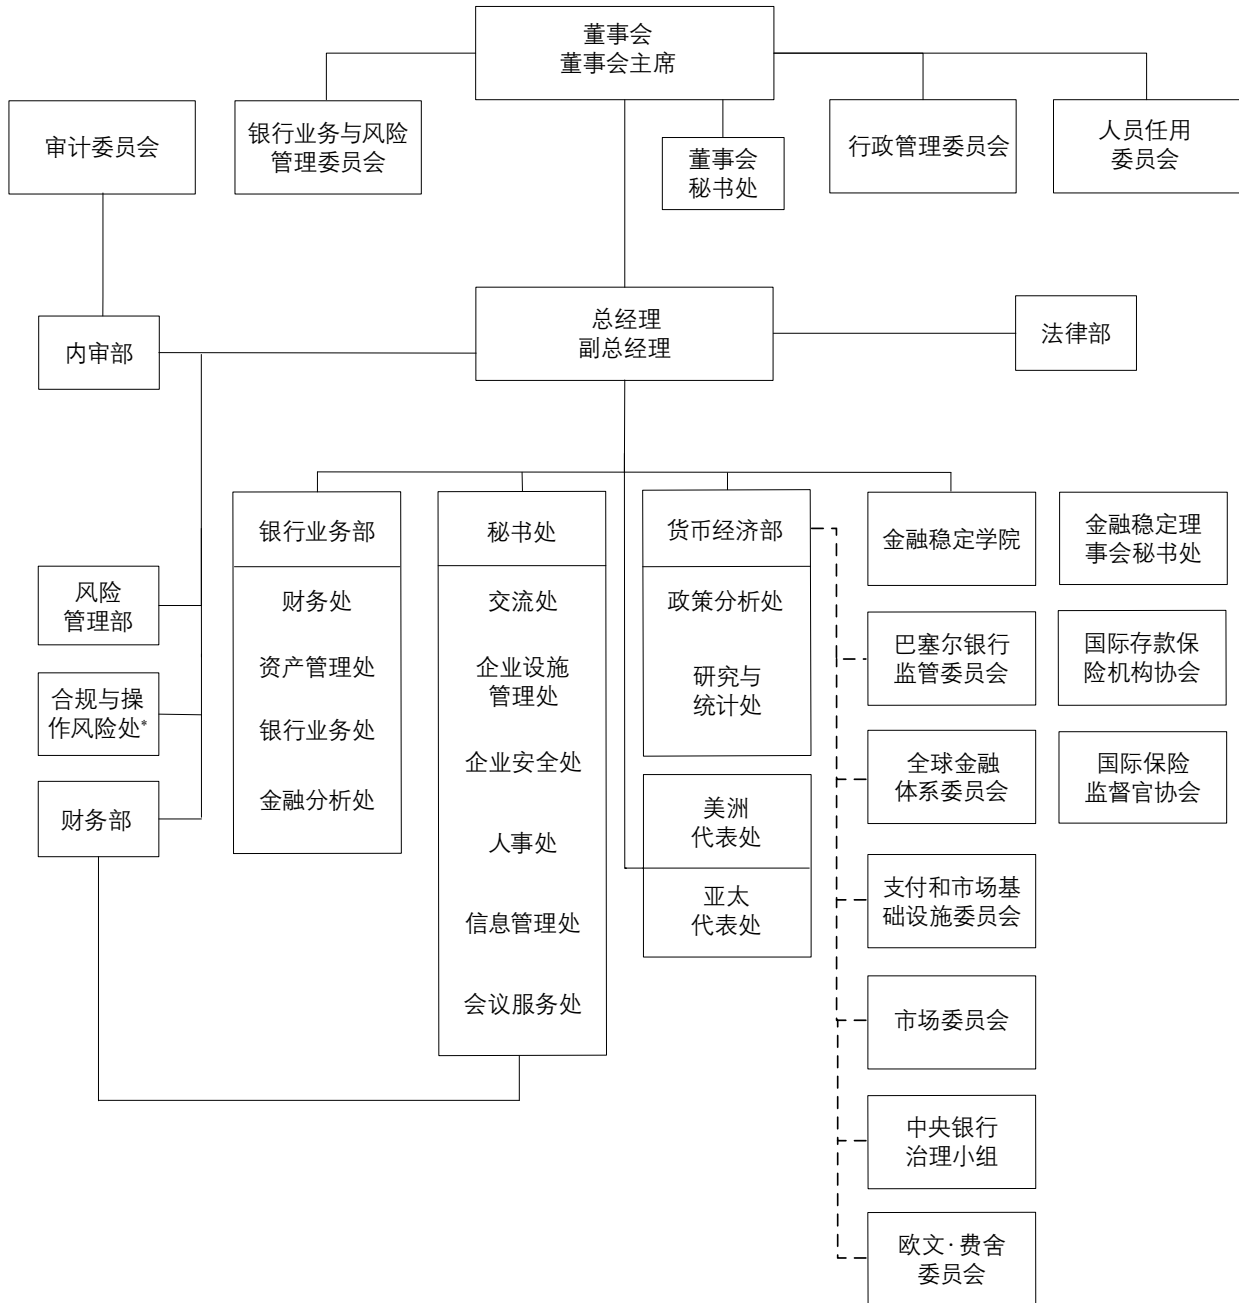 董事会
董事会主席
审计委员会
银行业务与风险
管理委员会
董事会
秘书处
行政管理委员会
人员任用
委员会
内审部
总经理
副总经理
法律部
风险
管理部
合规与操
作风险处*
财务部
银行业务部
财务处
资产管理处
银行业务处
金融分析处
秘书处
交流处
企业设施
管理处
企业安全处
人事处
信息管理处
会议服务处
货币经济部
政策分析处
研究与
统计处
美洲
代表处
亚太
代表处
金融稳定学院
巴塞尔银行
监管委员会
全球金融
体系委员会
支付和市场基
础设施委员会
市场委员会
中央银行
治理小组
欧文·费舍
委员会
金融稳定理
事会秘书处
国际存款保
险机构协会
国际保险
监督官协会